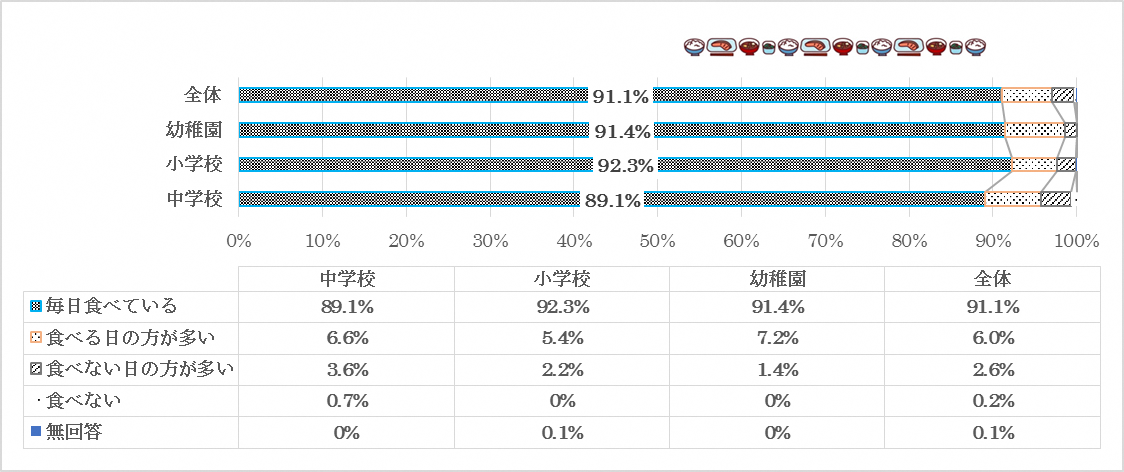 全体 91.1%
幼稚園 91.4%
小学校 92.3%
中学校 89.1%
0% 10% 20% 30% 40% 50% 60% 70% 80% 90% 100%
中学校 小学校 幼稚園 全体
毎日食べている 89.1% 92.3% 91.4% 91.1%
食べる日の方が多い 6.6% 5.4% 7.2% 6.0%
食べない日の方が多い 3.6% 2.2% 1.4% 2.6%
食べない 0.7% 0% 0% 0.2%
無回答 0% 0.1% 0% 0.1%